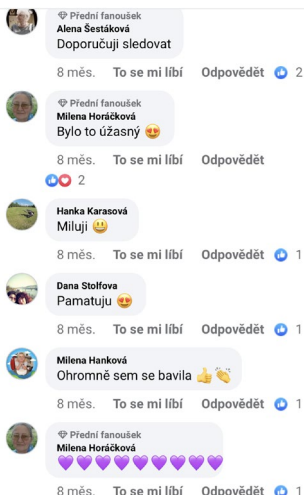 Přední fanoušek
Alena Šestáková
Doporučuji sledovat
8 měs. To se mi líbí Odpovědět 2
Přední fanoušek
Milena Horáčková
Bylo to úžasný 😍
8 měs. To se mi líbí Odpovědět
2
Hanka Karasová
Miluji 😃
8 měs. To se mi líbí Odpovědět 1
Dana Stolfova
Pamatuju 😍
8 měs. To se mi líbí Odpovědět 1
Milena Hanková
Ohromně sem se bavila 👍👏
8 měs. To se mi líbí Odpovědět 1
Přední fanoušek
Milena Horáčková
💜💜💜💜💜💜💜💜💜
8 měs. To se mi líbí Odpovědět 1